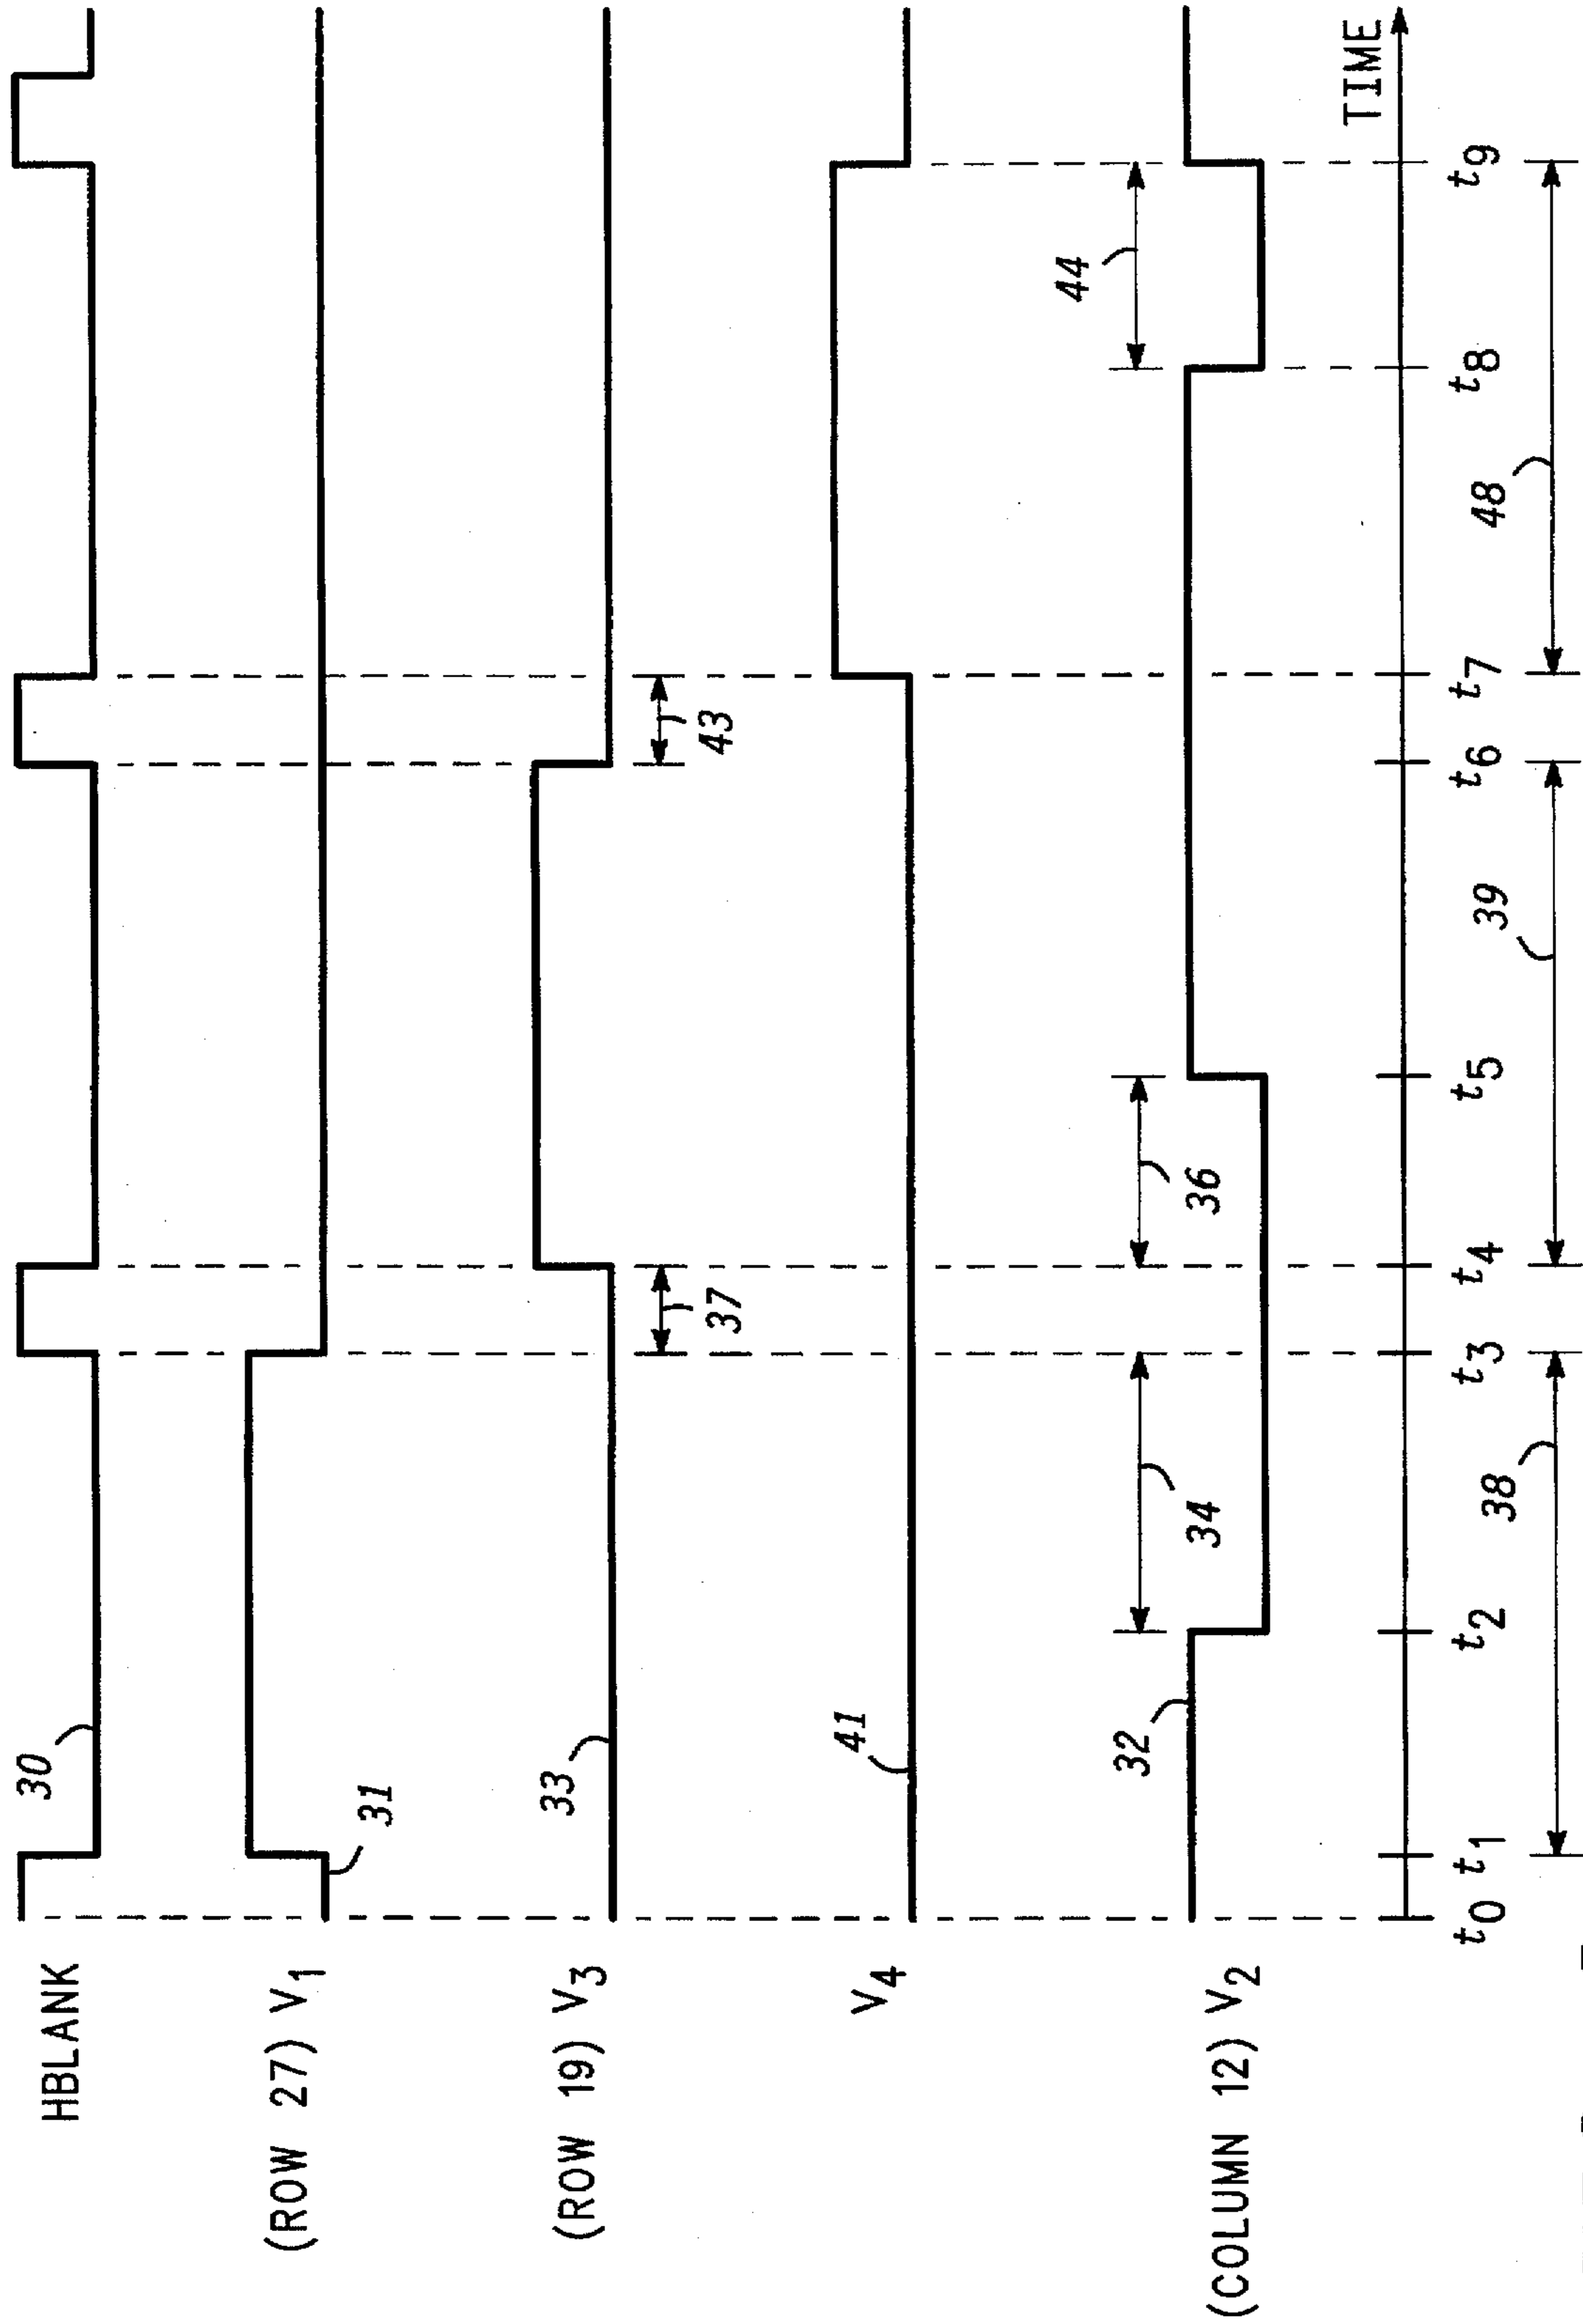 HBLANK
30
(ROW 27) V1
31
(ROW 19) V3
33
37
43
V4
41
(COLUMN 12) V2
32
34
36
44
TIME
t0 t1 t2 t3 t4 t5 t6 t7 t8 t9
38 39 48